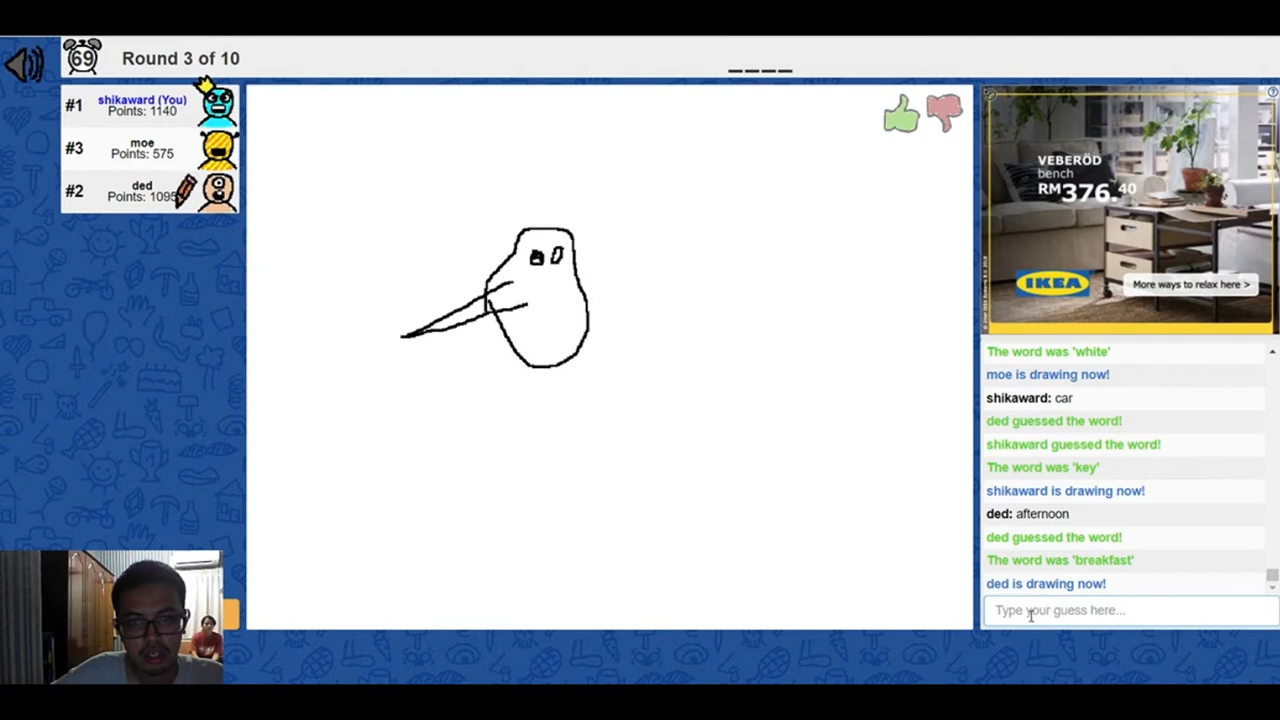 69
Round 3 of 10
____
#1 shikaward (You)
Points: 1140
#3 moe
Points: 575
#2 ded
Points: 1095
VEBERÖD
bench
RM376.40
IKEA
More ways to relax here >
The word was 'white'
moe is drawing now!
shikaward: car
ded guessed the word!
shikaward guessed the word!
The word was 'key'
shikaward is drawing now!
ded: afternoon
ded guessed the word!
The word was 'breakfast'
ded is drawing now!
Type your guess here...